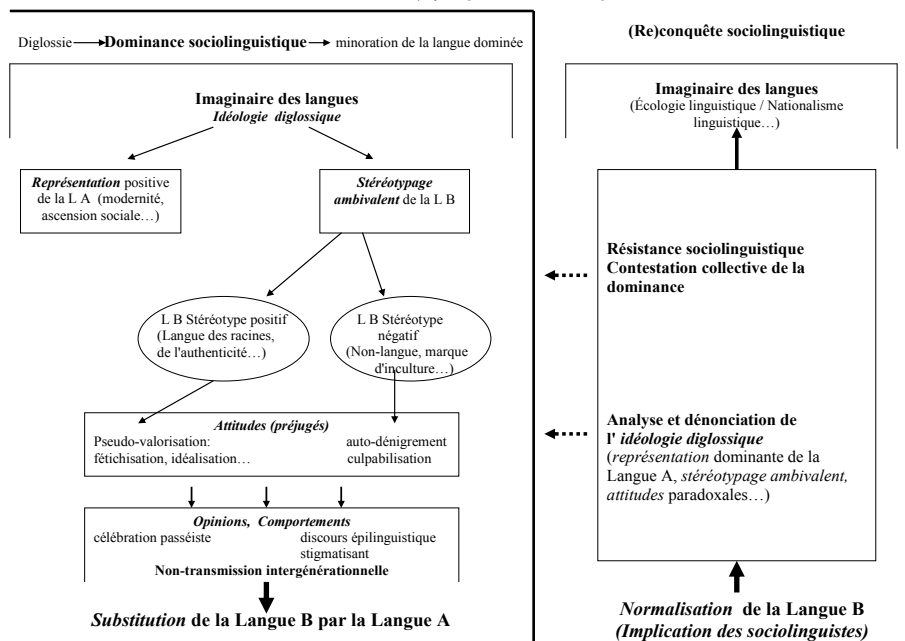 Diglossie Dominance sociolinguistique minoration de la langue dominée
Imaginaire des langues
Idéologie diglossique
Représentation positive
de la L A (modernité,
ascension sociale…)
Stéréotypage
ambivalent de la L B
L B Stéréotype positif
(Langue des racines,
de l'authenticité…)
L B Stéréotype
négatif
(Non-langue, marque
d'inculture…)
Attitudes (préjugés)
Pseudo-valorisation:
fétichisation, idéalisation…
auto-dénigrement
culpabilisation
Opinions, Comportements
célébration passéiste
discours épilinguistique
stigmatisant
Non-transmission intergénérationnelle
Substitution de la Langue B par la Langue A
(Re)conquête sociolinguistique
Imaginaire des langues
(Écologie linguistique / Nationalisme
linguistique…)
Résistance sociolinguistique
Contestation collective de la
dominance
Analyse et dénonciation de
l' idéologie diglossique
(représentation dominante de la
Langue A, stéréotypage ambivalent,
attitudes paradoxales…)
Normalisation de la Langue B
(Implication des sociolinguistes)